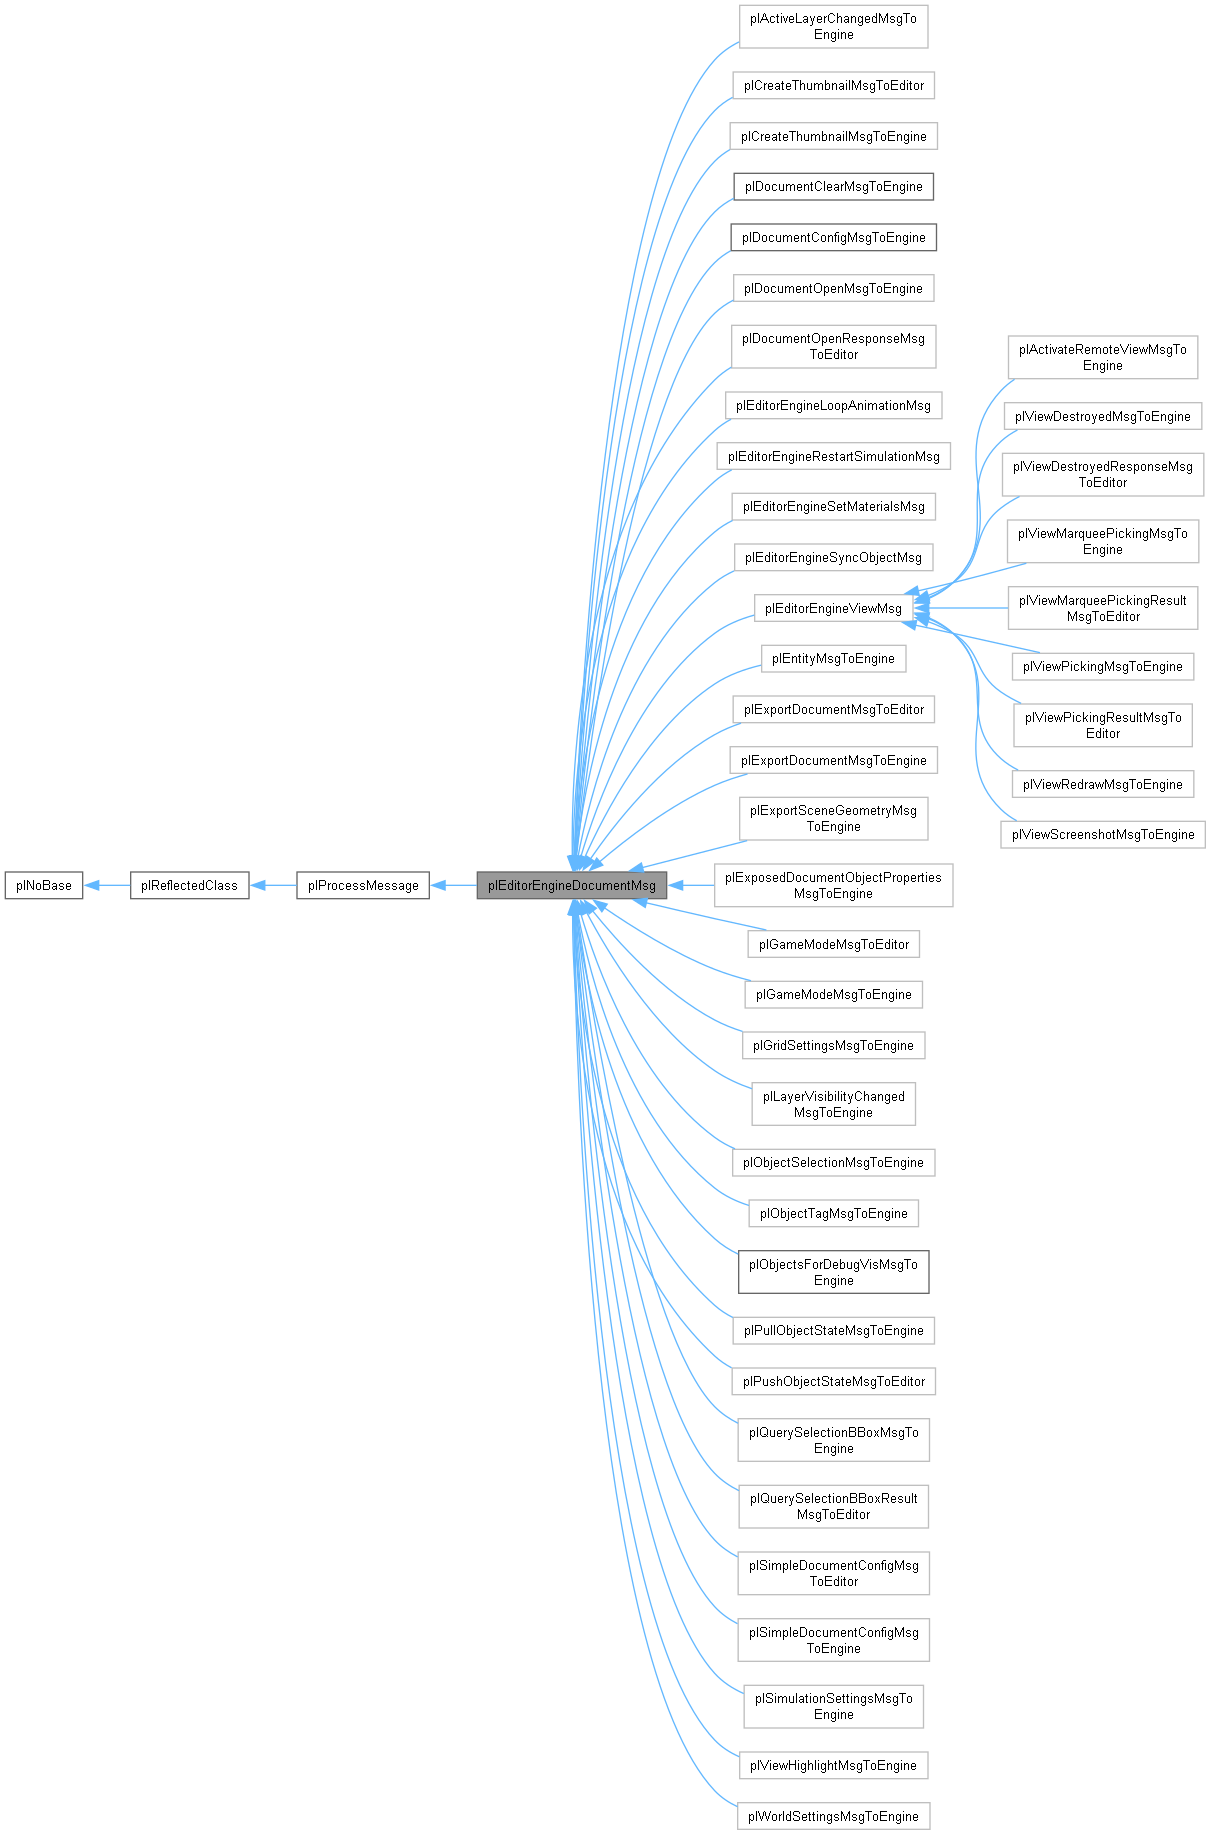 plActiveLayerChangedMsgTo
Engine
plCreateThumbnailMsgToEditor
plCreateThumbnailMsgToEngine
plDocumentClearMsgToEngine
plDocumentConfigMsgToEngine
plDocumentOpenMsgToEngine
plDocumentOpenResponseMsg
ToEditor
plEditorEngineLoopAnimationMsg
plEditorEngineRestartSimulationMsg
plEditorEngineSetMaterialsMsg
plEditorEngineSyncObjectMsg
plEditorEngineViewMsg
plActivateRemoteViewMsgTo
Engine
plViewDestroyedMsgToEngine
plViewDestroyedResponseMsg
ToEditor
plViewMarqueePickingMsgTo
Engine
plViewMarqueePickingResult
MsgToEditor
plViewPickingMsgToEngine
plViewPickingResultMsgTo
Editor
plViewRedrawMsgToEngine
plViewScreenshotMsgToEngine
plEntityMsgToEngine
plExportDocumentMsgToEditor
plExportDocumentMsgToEngine
plExportSceneGeometryMsg
ToEngine
plNoBase
plReflectedClass
plProcessMessage
plEditorEngineDocumentMsg
plExposedDocumentObjectProperties
MsgToEngine
plGameModeMsgToEditor
plGameModeMsgToEngine
plGridSettingsMsgToEngine
plLayerVisibilityChanged
MsgToEngine
plObjectSelectionMsgToEngine
plObjectTagMsgToEngine
plObjectsForDebugVisMsgTo
Engine
plPullObjectStateMsgToEngine
plPushObjectStateMsgToEditor
plQuerySelectionBBoxMsgTo
Engine
plQuerySelectionBBoxResult
MsgToEditor
plSimpleDocumentConfigMsg
ToEditor
plSimpleDocumentConfigMsg
ToEngine
plSimulationSettingsMsgTo
Engine
plViewHighlightMsgToEngine
plWorldSettingsMsgToEngine